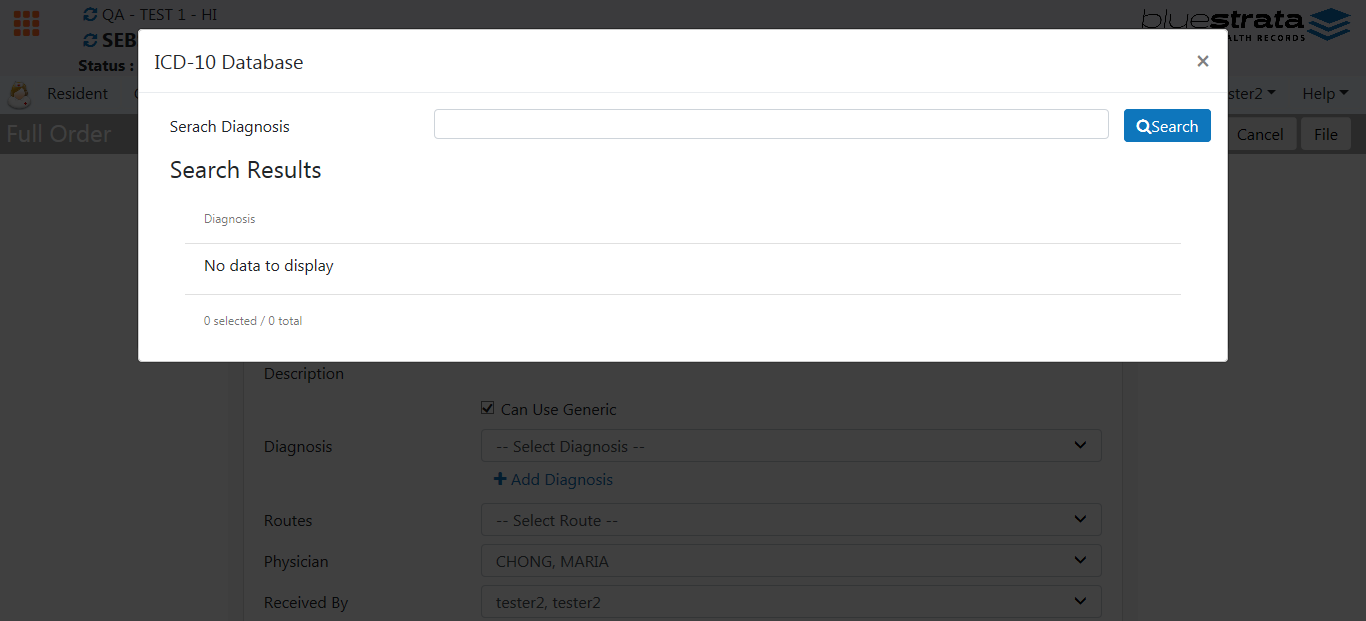 QA - TEST 1 - HI
bluestrata
SEB
ALTH RECORDS
Status :
ICD-10 Database
×
Resident
ster2
Help
Serach Diagnosis
Search
Full Order
Cancel
File
Search Results
Diagnosis
No data to display
0 selected / 0 total
Description
Can Use Generic
Diagnosis
-- Select Diagnosis --
Add Diagnosis
Routes
-- Select Route --
Physician
CHONG, MARIA
Received By
tester2, tester2